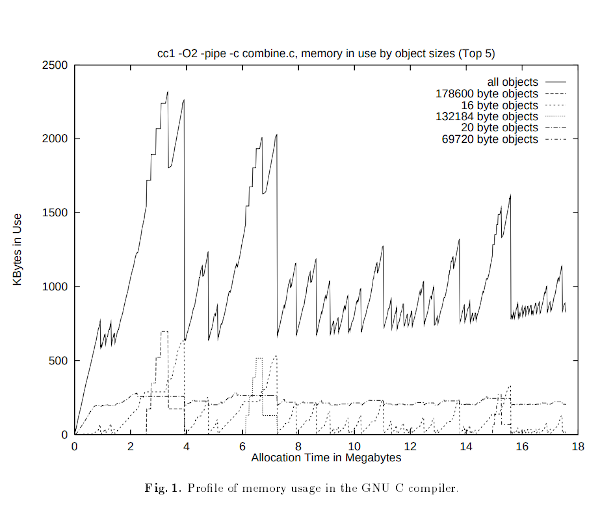 cc1 -O2 -pipe -c combine.c, memory in use by object sizes (Top 5)
2500
2000
1500
1000
500
0
KBytes in Use
all objects
178600 byte objects
16 byte objects
132184 byte objects
20 byte objects
69720 byte objects
0 2 4 6 8 10 12 14 16 18
Allocation Time in Megabytes
Fig. 1. Profile of memory usage in the GNU C compiler.